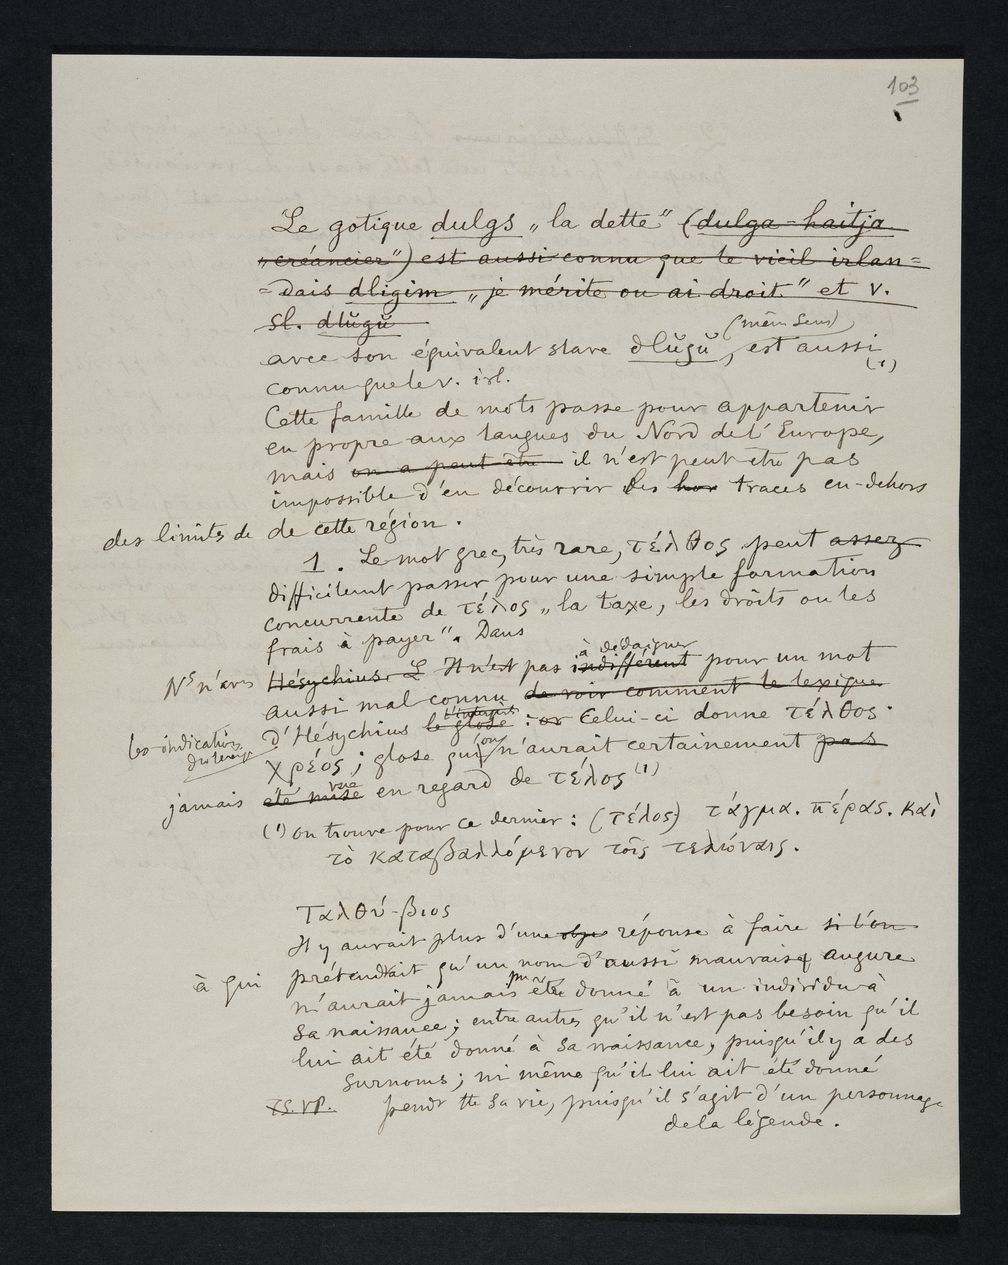 103
Le gotique dulgs „la dette" (dulga-haitja
„créancier") est aussi connu que le vieil irlan=
=dais dligim „je mérite ou ai droit" et v.
sl. dlŭgŭ
(même sens)
avec son équivalent slave dlŭgŭ, est aussi
(1)
connu que le v. irl.
Cette famille de mots passe pour appartenir
en propre aux langues du Nord de l'Europe,
mais on a peut être il n'est peut-être pas
impossible d'en découvrir des hor traces en-dehors
des limites de de cette région.
1. Le mot grec, très rare, τέλθος peut assez
difficilemt passer pour une simple formation
concurrente de τέλος „la taxe, les droits ou les
frais à payer". Dans
à dédaigner
Ns n'avons Hésychius. L Il n'est pas indifférent pour un mot
aussi mal connu de voir comment le lexique
les indications d'Hésychius le glose : or Celui-ci donne τέλθος·
χρέος; glose qu'on n'aurait certainement pas
jamais été mise en regard de τέλος (1)
(1) on trouve pour ce dernier : (τέλος) τάγμα. πέρας. καὶ
τὸ καταβαλλόμενον τοῖς τελώναις.
Ταλθύ-βιος
Il y aurait plus d'une obje réponse à faire si l'on
à qui prétendrait qu'un nom d'aussi mauvais augure
n'aurait jamais pu être donné à un individu à
sa naissance; entre autres qu'il n'est pas besoin qu'il
lui ait été donné à sa naissance, puisqu'il y a des
surnoms; ni même qu'il lui ait été donné
T.S.V.P. pendt tte sa vie, puisqu'il s'agit d'un personnage
de la légende.